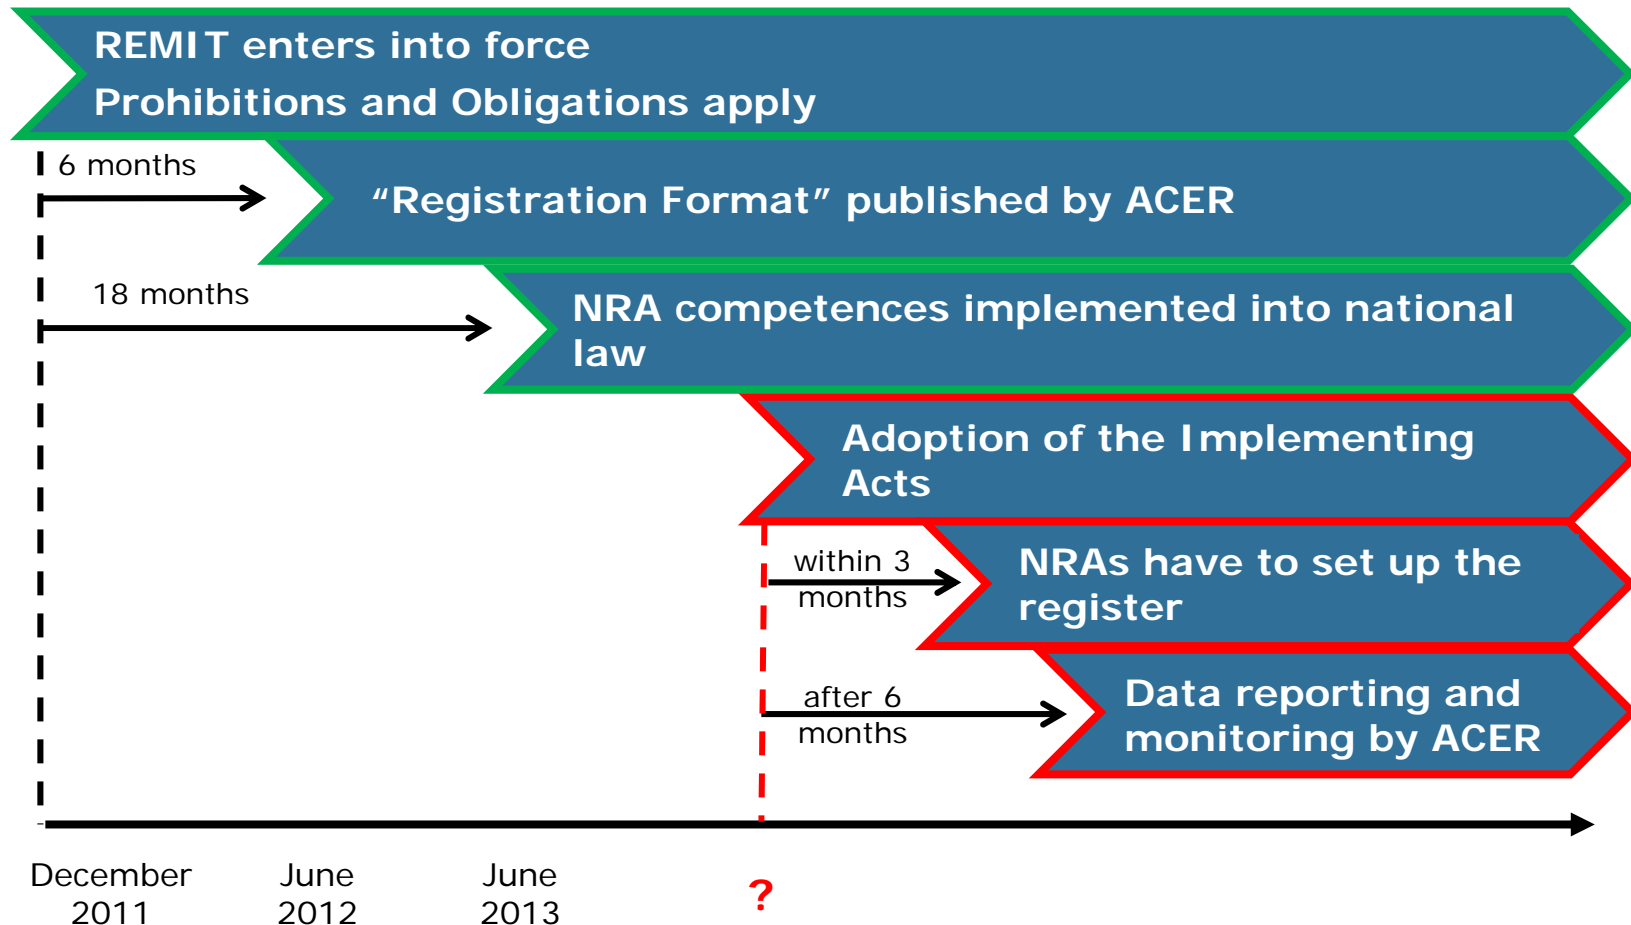 REMIT enters into force
Prohibitions and Obligations apply
6 months
“Registration Format” published by ACER
18 months
NRA competences implemented into national
law
Adoption of the Implementing
Acts
within 3
months
NRAs have to set up the
register
after 6
months
Data reporting and
monitoring by ACER
December
2011
June
2012
June
2013
?